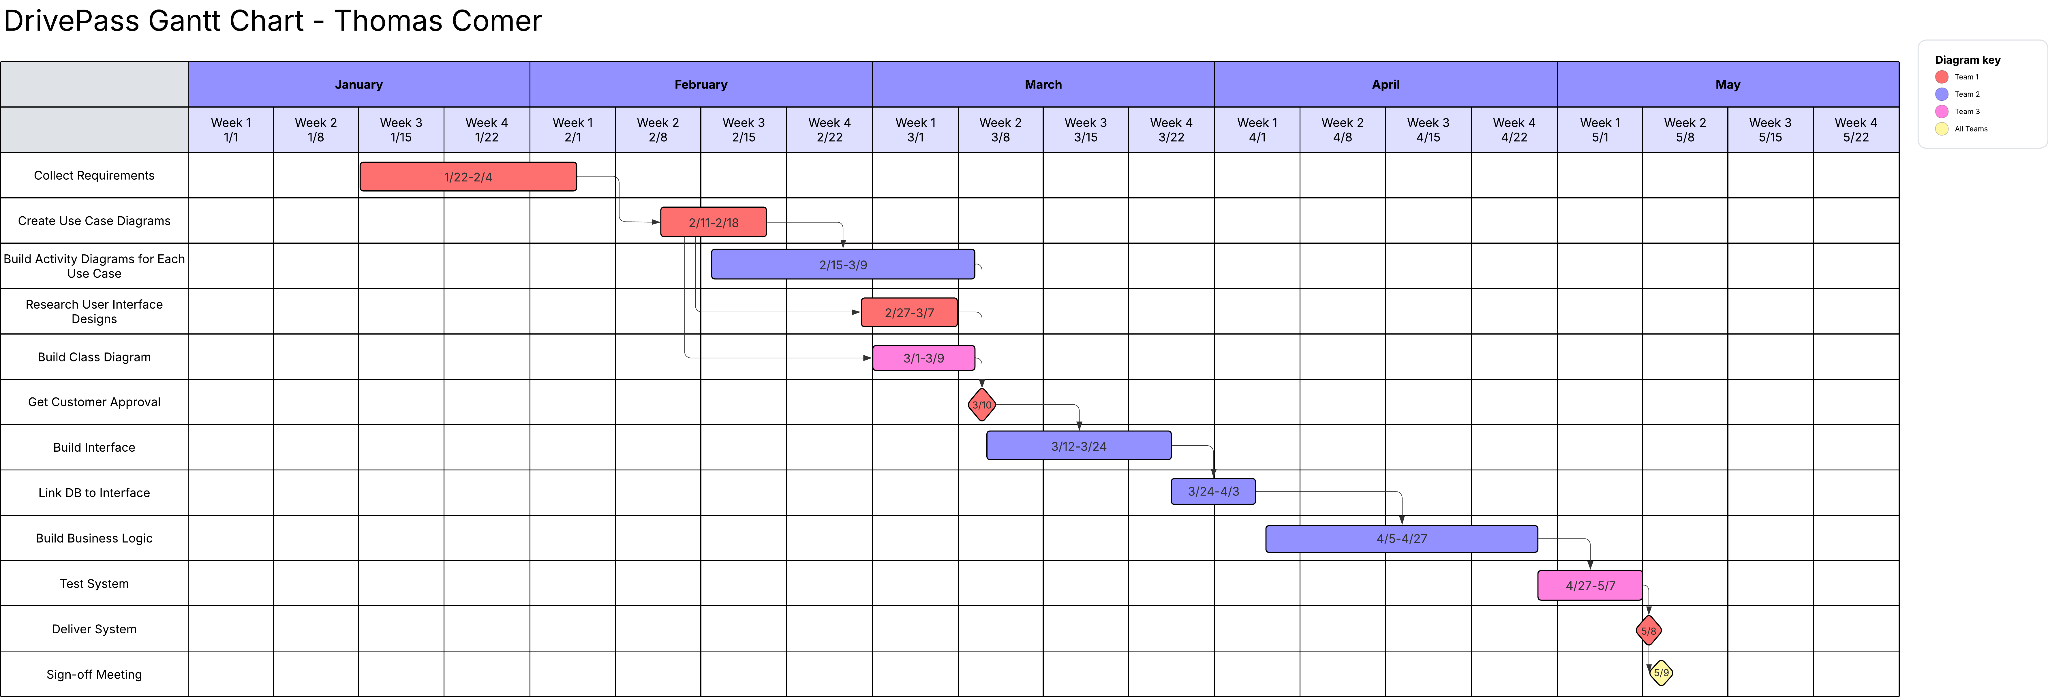 DrivePass Gantt Chart - Thomas Comer
Diagram key
Team 1
Team 2
Team 3
All Teams
January February March April May
Week 1 Week 2 Week 3 Week 4 Week 1 Week 2 Week 3 Week 4 Week 1 Week 2 Week 3 Week 4 Week 1 Week 2 Week 3 Week 4 Week 1 Week 2 Week 3 Week 4
1/1 1/8 1/15 1/22 2/1 2/8 2/15 2/22 3/1 3/8 3/15 3/22 4/1 4/8 4/15 4/22 5/1 5/8 5/15 5/22
Collect Requirements 1/22-2/4
Create Use Case Diagrams 2/11-2/18
Build Activity Diagrams for Each
Use Case
2/15-3/9
Research User Interface
Designs
2/27-3/7
Build Class Diagram 3/1-3/9
Get Customer Approval 3/10
Build Interface 3/12-3/24
Link DB to Interface 3/24-4/3
Build Business Logic 4/5-4/27
Test System 4/27-5/7
Deliver System 5/8
Sign-off Meeting 5/9